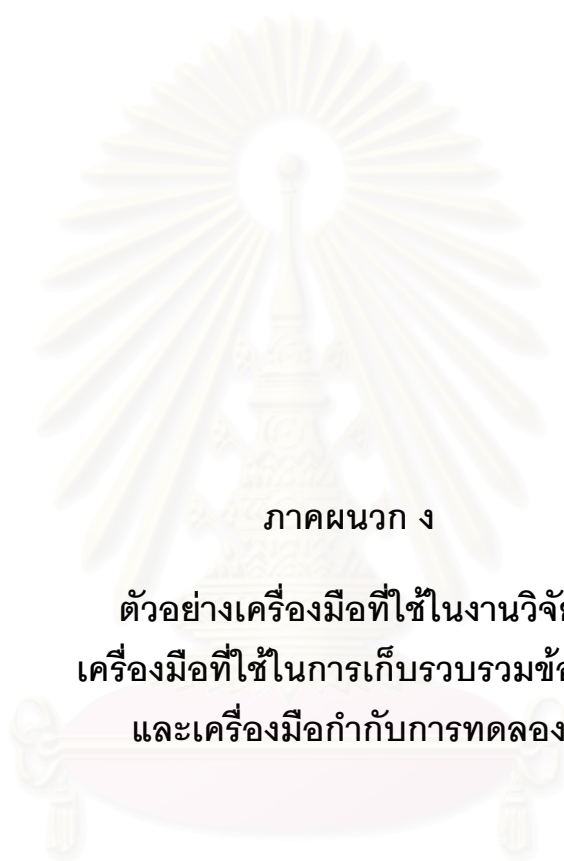 ภาคผนวก ง
ตัวอย่างเครื่องมือที่ใช้ในงานวิจั
เครื่องมือที่ใช้ในการเก็บรวบรวมข้
และเครื่องมือกำกับการทดลอง